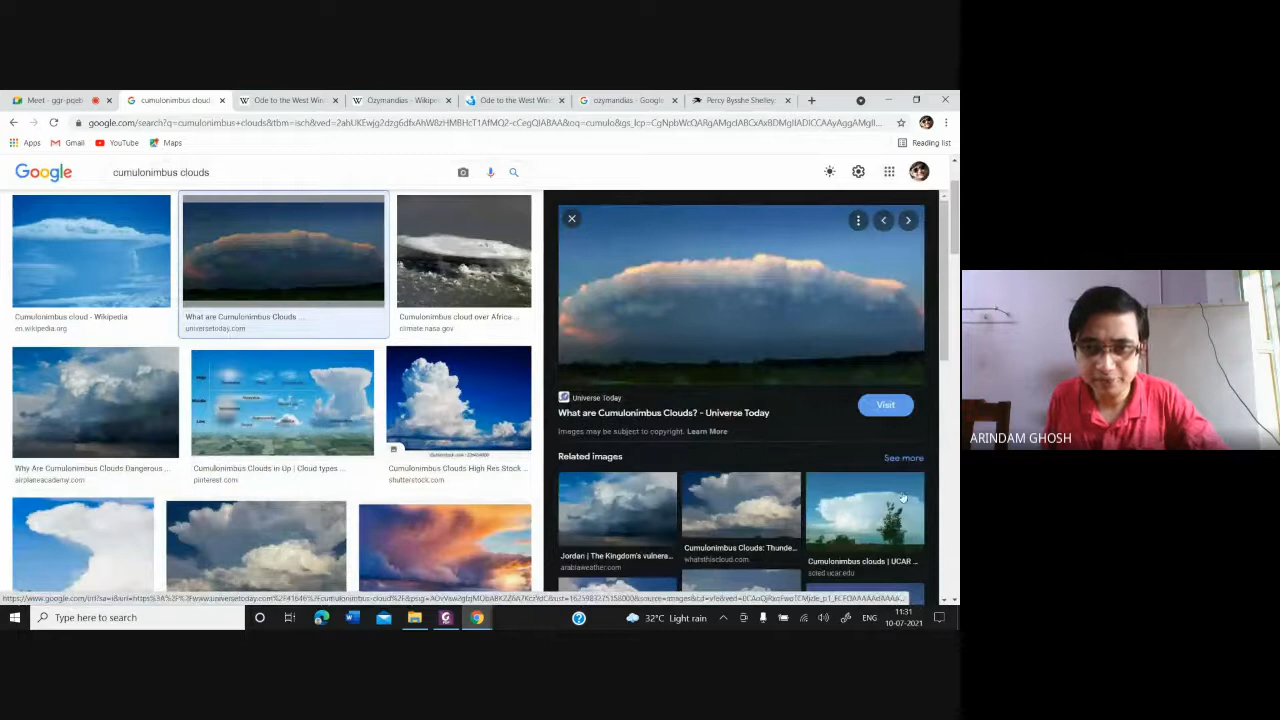 Meet - ggr-pqeb
cumulonimbus cloud
Ode to the West Win
Ozymandias - Wikipe
Ode to the West Win
ozymandias - Google
Percy Bysshe Shelley
Apps
Gmail
YouTube
Maps
Reading list
Google
cumulonimbus clouds
Cumulonimbus cloud - Wikipedia
en.wikipedia.org
What are Cumulonimbus Clouds ...
universetoday.com
Cumulonimbus cloud over Africa ...
climate.nasa.gov
Why Are Cumulonimbus Clouds Dangerous ...
airplaneacademy.com
Cumulonimbus Clouds in Up | Cloud types ...
pinterest.com
Cumulonimbus Clouds High Res Stock ...
shutterstock.com
Universe Today
What are Cumulonimbus Clouds? - Universe Today
Visit
Images may be subject to copyright. Learn More
Related images
See more
Jordan | The Kingdom's vulnera...
arabiaweather.com
Cumulonimbus Clouds: Thunde...
whatsthiscloud.com
Cumulonimbus clouds | UCAR ...
scied.ucar.edu
Type here to search
32°C Light rain
ENG
11:31
10-07-2021
ARINDAM GHOSH